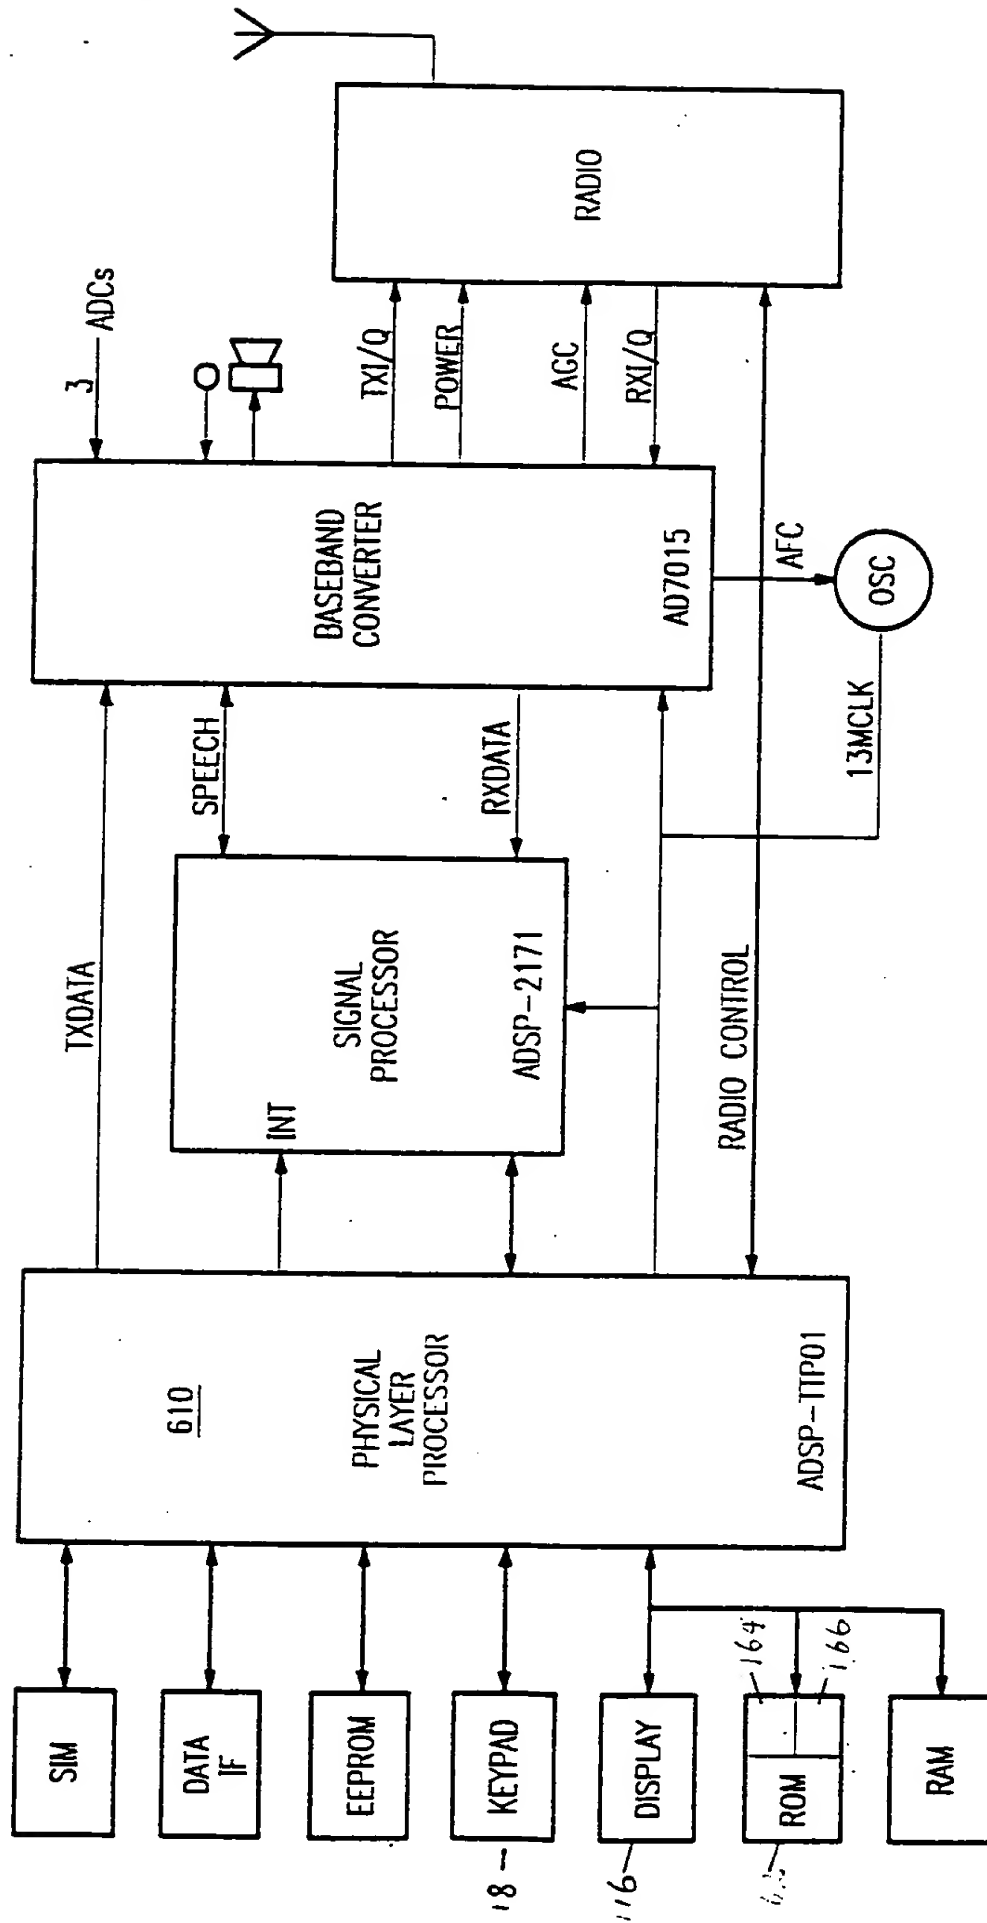 SIM
DATA
IF
EEPROM
KEYPAD
18
DISPLAY
116
ROM
164
166
RAM
610
PHYSICAL
LAYER
PROCESSOR
ADSP-TTP01
TXDATA
INT
SIGNAL
PROCESSOR
ADSP-2171
RADIO CONTROL
SPEECH
RXDATA
13MCLK
BASEBAND
CONVERTER
AD7015
AFC
OSC
3
ADCs
TXI/Q
POWER
AGC
RXI/Q
RADIO